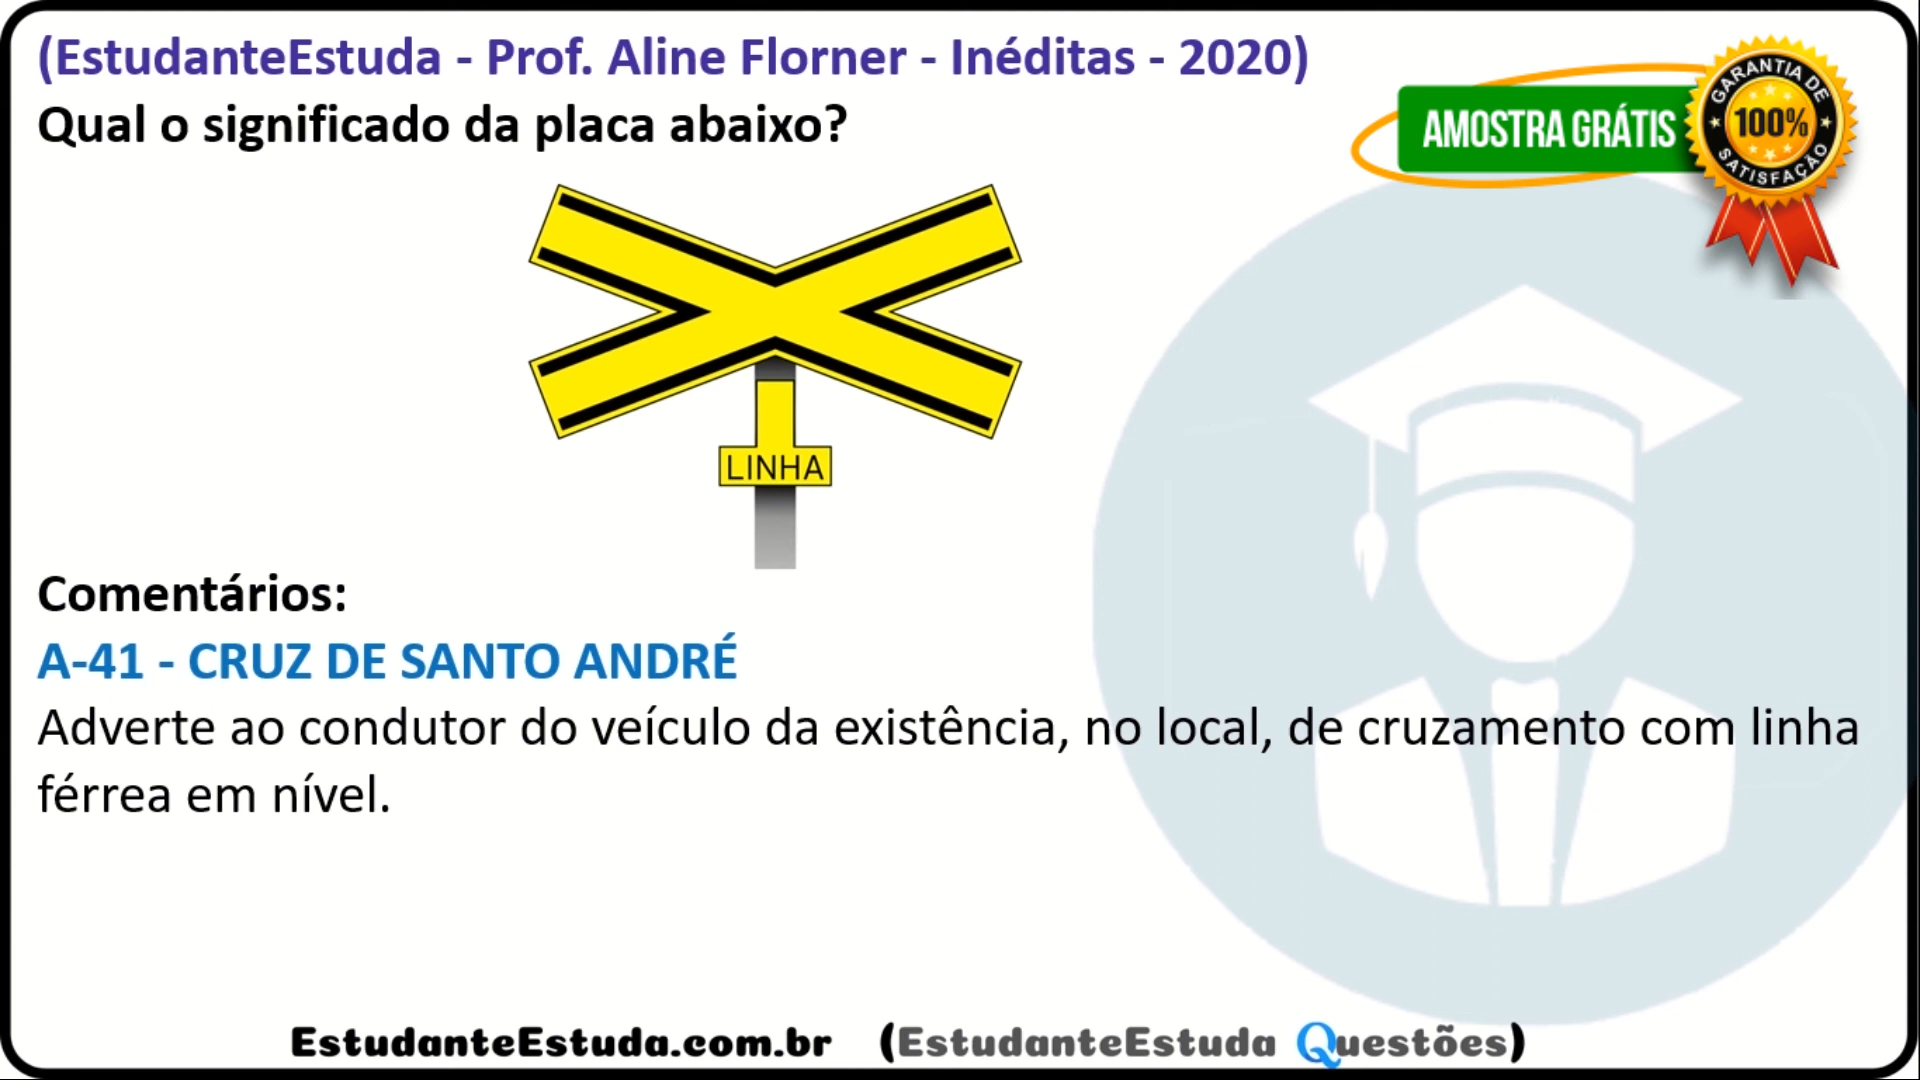 (EstudanteEstuda - Prof. Aline Florner - Inéditas - 2020)
Qual o significado da placa abaixo?
AMOSTRA GRÁTIS
GARANTIA DE
100%
SATISFAÇÃO
LINHA
Comentários:
A-41 - CRUZ DE SANTO ANDRÉ
Adverte ao condutor do veículo da existência, no local, de cruzamento com linha
férrea em nível.
EstudanteEstuda.com.br (EstudanteEstuda Questões)